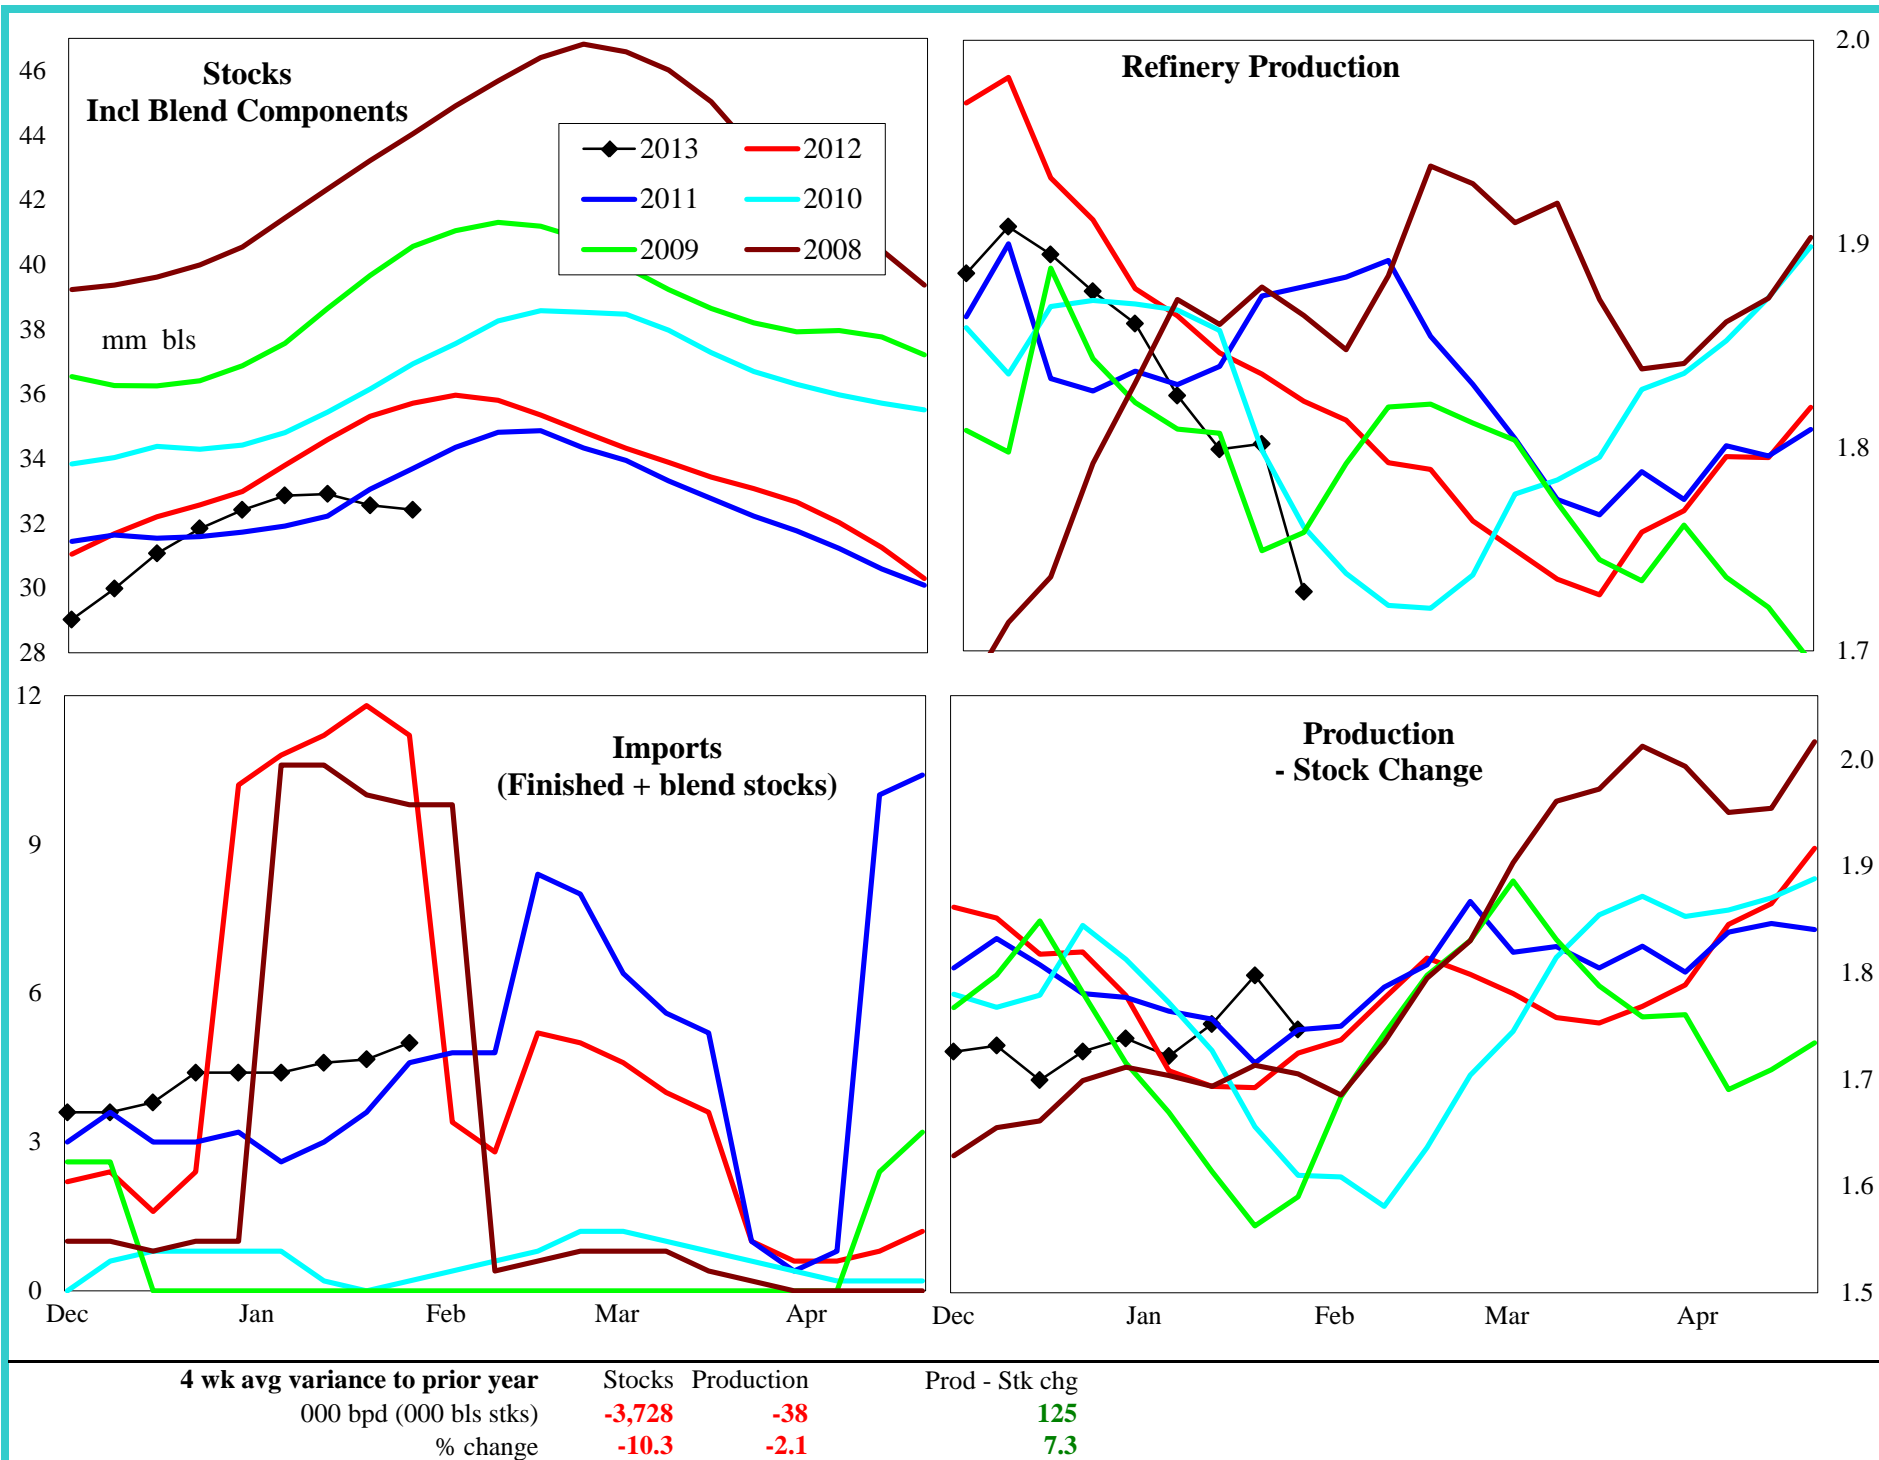 Stocks
Incl Blend Components
46
44
42
40
38
36
34
32
30
28
mm bls
2013
2012
2011
2010
2009
2008
Refinery Production
2.0
1.9
1.8
1.7
Imports
(Finished + blend stocks)
12
9
6
3
0
Dec Jan Feb Mar Apr
Production
- Stock Change
2.0
1.9
1.8
1.7
1.6
1.5
Dec Jan Feb Mar Apr
4 wk avg variance to prior year Stocks Production Prod - Stk chg
000 bpd (000 bls stks) -3,728 -38 125
% change -10.3 -2.1 7.3